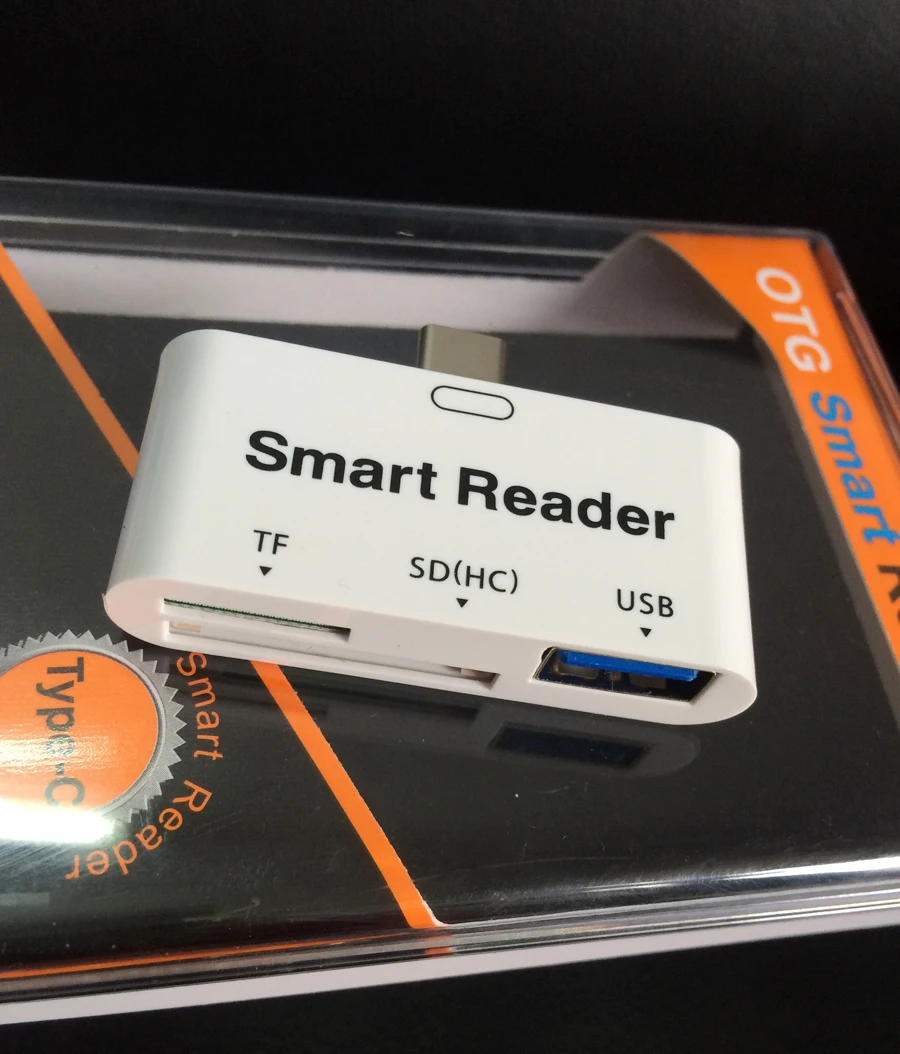 Smart Reader
TF
SD(HC)
USB
OTG Smart
Type-C
Smart Reader